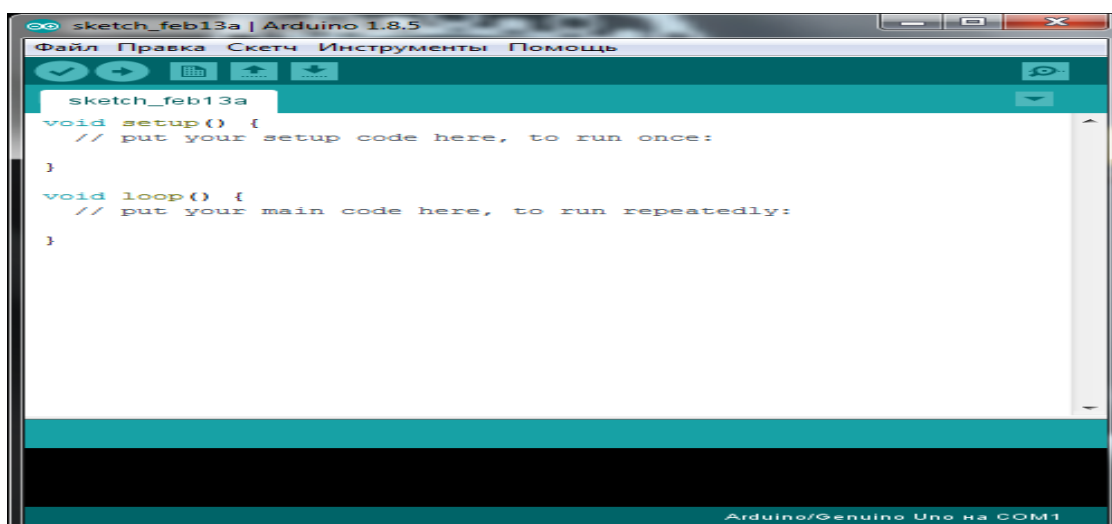 sketch_feb13a | Arduino 1.8.5
Файл Правка Скетч Инструменты Помощь
sketch_feb13a
void setup() {
  // put your setup code here, to run once:
}
void loop() {
  // put your main code here, to run repeatedly:
}
Arduino/Genuino Uno на COM1